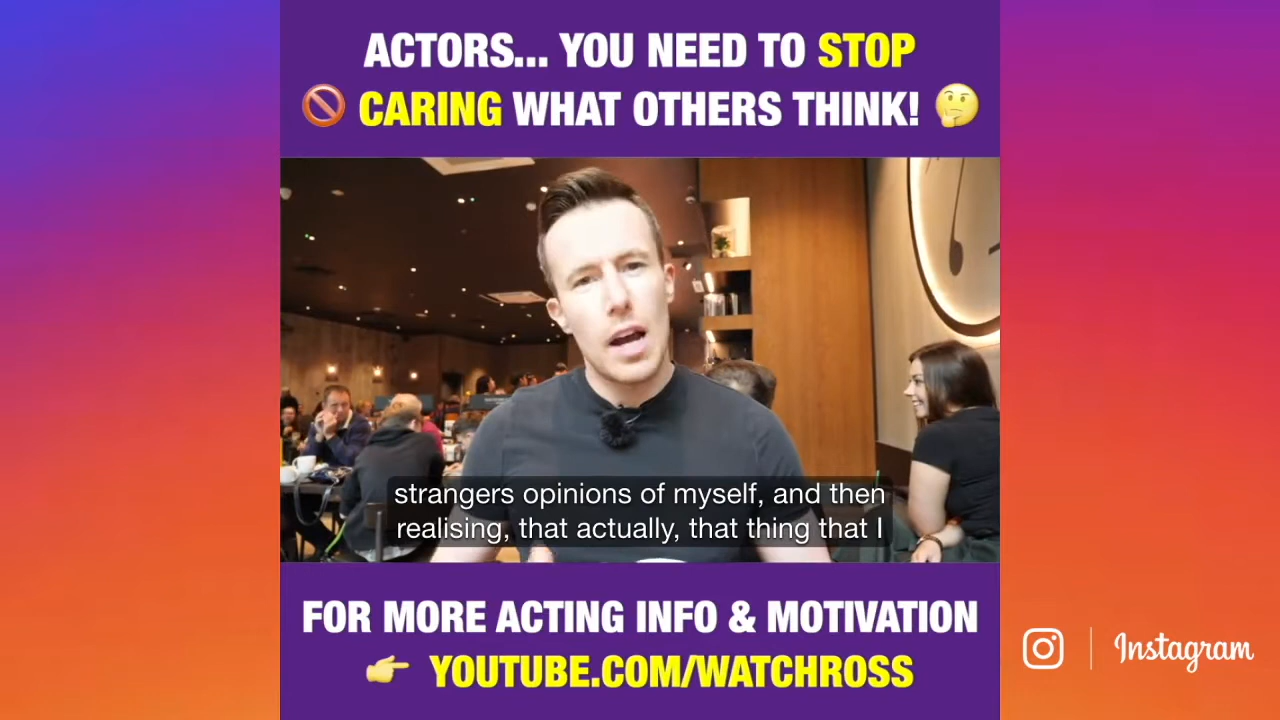 ACTORS... YOU NEED TO STOP
CARING WHAT OTHERS THINK!
strangers opinions of myself, and then
realising, that actually, that thing that I
FOR MORE ACTING INFO & MOTIVATION
YOUTUBE.COM/WATCHROSS
Instagram